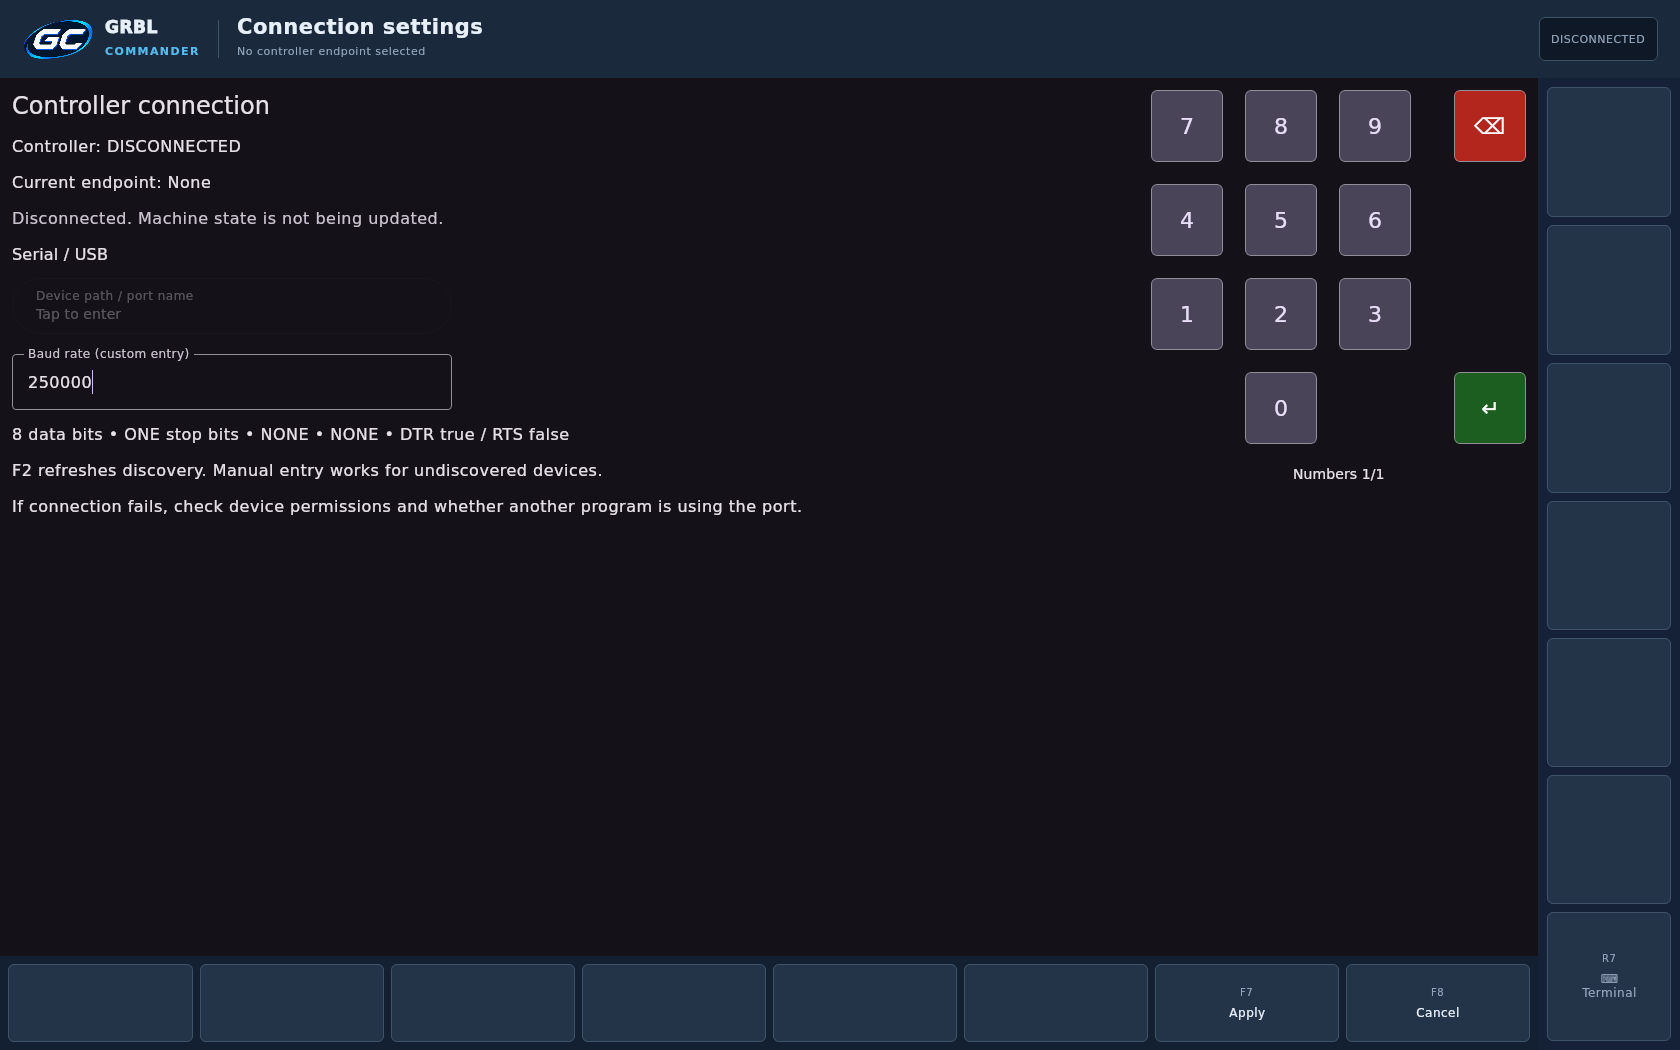 GC
GRBL
COMMANDER
Connection settings
No controller endpoint selected
DISCONNECTED
Controller connection
Controller: DISCONNECTED
Current endpoint: None
Disconnected. Machine state is not being updated.
Serial / USB
Device path / port name
Tap to enter
Baud rate (custom entry)
250000
8 data bits • ONE stop bits • NONE • NONE • DTR true / RTS false
F2 refreshes discovery. Manual entry works for undiscovered devices.
If connection fails, check device permissions and whether another program is using the port.
7 8 9 ⌫
4 5 6
1 2 3
0 ↵
Numbers 1/1
F7
Apply
F8
Cancel
R7
⌨
Terminal